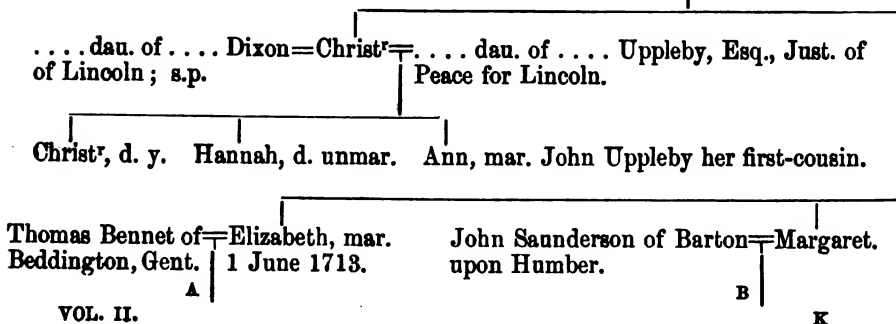 . . . . dau. of . . . . Dixon=Christʳ=. . . . dau. of . . . . Uppleby, Esq., Just. of
of Lincoln; s.p. Peace for Lincoln.
Christʳ, d. y. Hannah, d. unmar. Ann, mar. John Uppleby her first-cousin.
Thomas Bennet of=Elizabeth, mar. John Saunderson of Barton=Margaret.
Beddington, Gent. 1 June 1713. upon Humber.
A B
VOL. II. K